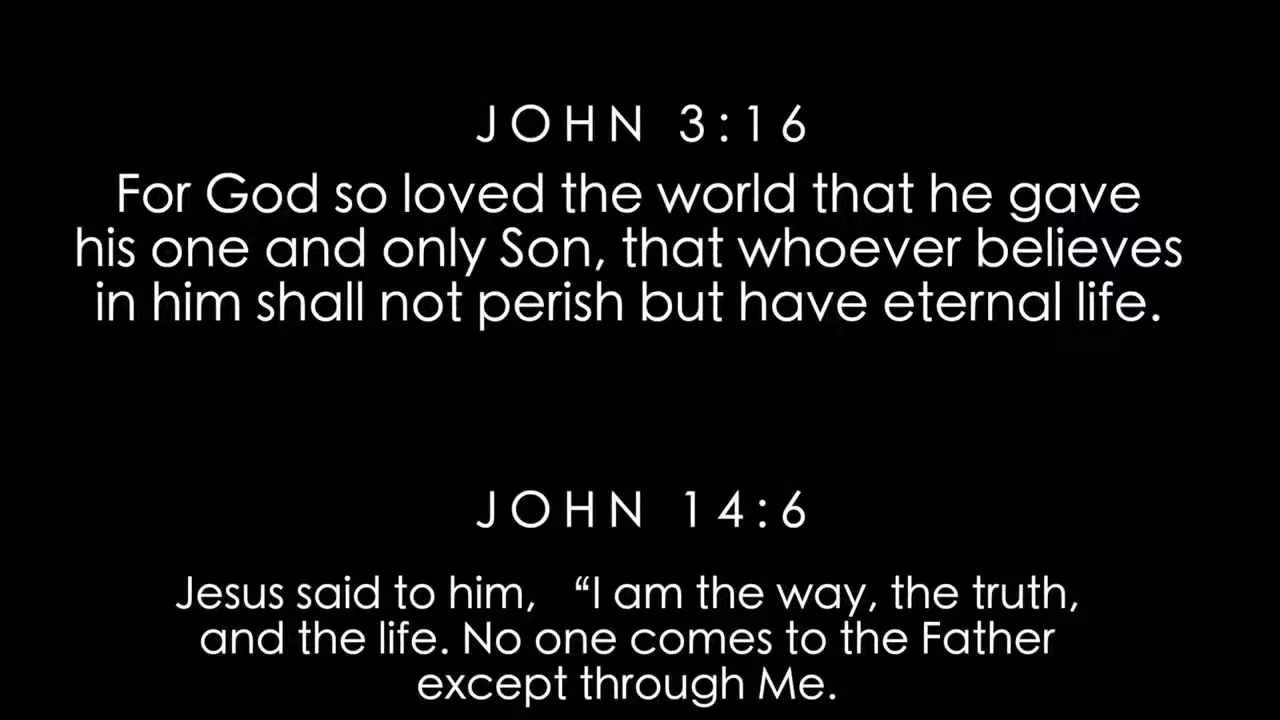 JOHN 3:16
For God so loved the world that he gave
his one and only Son, that whoever believes
in him shall not perish but have eternal life.
JOHN 14:6
Jesus said to him, “I am the way, the truth,
and the life. No one comes to the Father
except through Me.